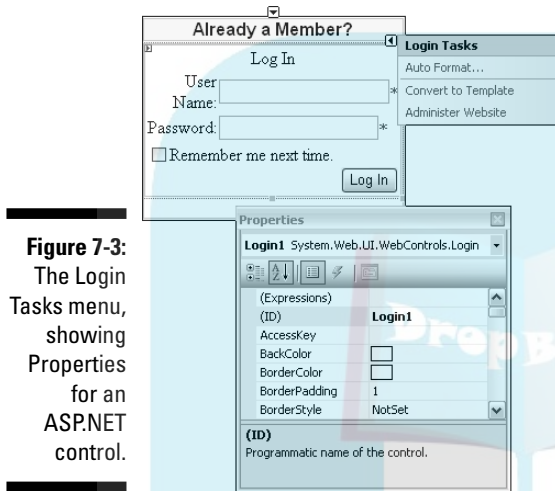 Already a Member?
Log In
User
Name:
*
Password:
*
Remember me next time.
Log In
Login Tasks
Auto Format...
Convert to Template
Administer Website
Properties
Login1 System.Web.UI.WebControls.Login
(Expressions)
(ID) Login1
AccessKey
BackColor
BorderColor
BorderPadding 1
BorderStyle NotSet
(ID)
Programmatic name of the control.
Figure 7-3:
The Login
Tasks menu,
showing
Properties
for an
ASP.NET
control.